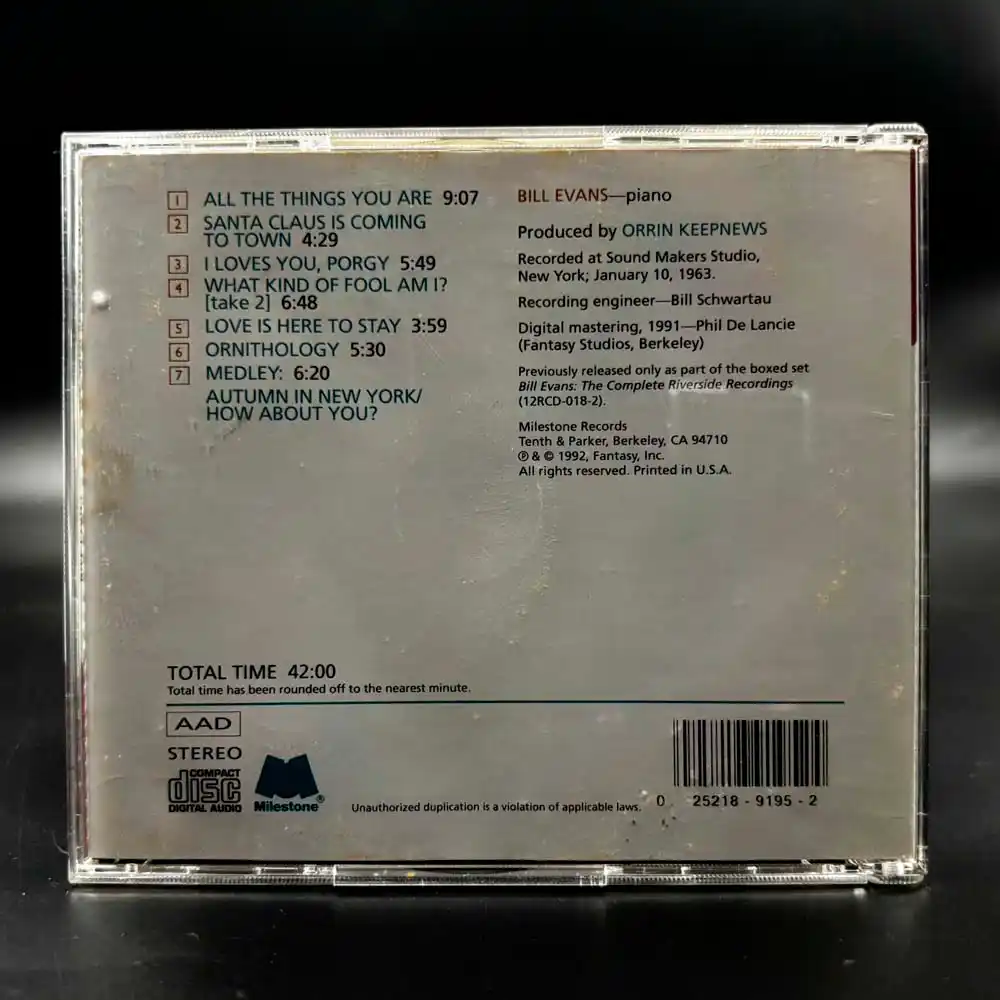 1 ALL THE THINGS YOU ARE 9:07
2 SANTA CLAUS IS COMING
TO TOWN 4:29
3 I LOVES YOU, PORGY 5:49
4 WHAT KIND OF FOOL AM I?
[take 2] 6:48
5 LOVE IS HERE TO STAY 3:59
6 ORNITHOLOGY 5:30
7 MEDLEY: 6:20
AUTUMN IN NEW YORK/
HOW ABOUT YOU?
BILL EVANS—piano
Produced by ORRIN KEEPNEWS
Recorded at Sound Makers Studio,
New York; January 10, 1963.
Recording engineer—Bill Schwartau
Digital mastering, 1991—Phil De Lancie
(Fantasy Studios, Berkeley)
Previously released only as part of the boxed set
Bill Evans: The Complete Riverside Recordings
(12RCD-018-2).
Milestone Records
Tenth & Parker, Berkeley, CA 94710
℗ & © 1992, Fantasy, Inc.
All rights reserved. Printed in U.S.A.
TOTAL TIME 42:00
Total time has been rounded off to the nearest minute.
AAD
STEREO
COMPACT
disc
DIGITAL AUDIO
Milestone®
Unauthorized duplication is a violation of applicable laws.
0 25218-9195-2